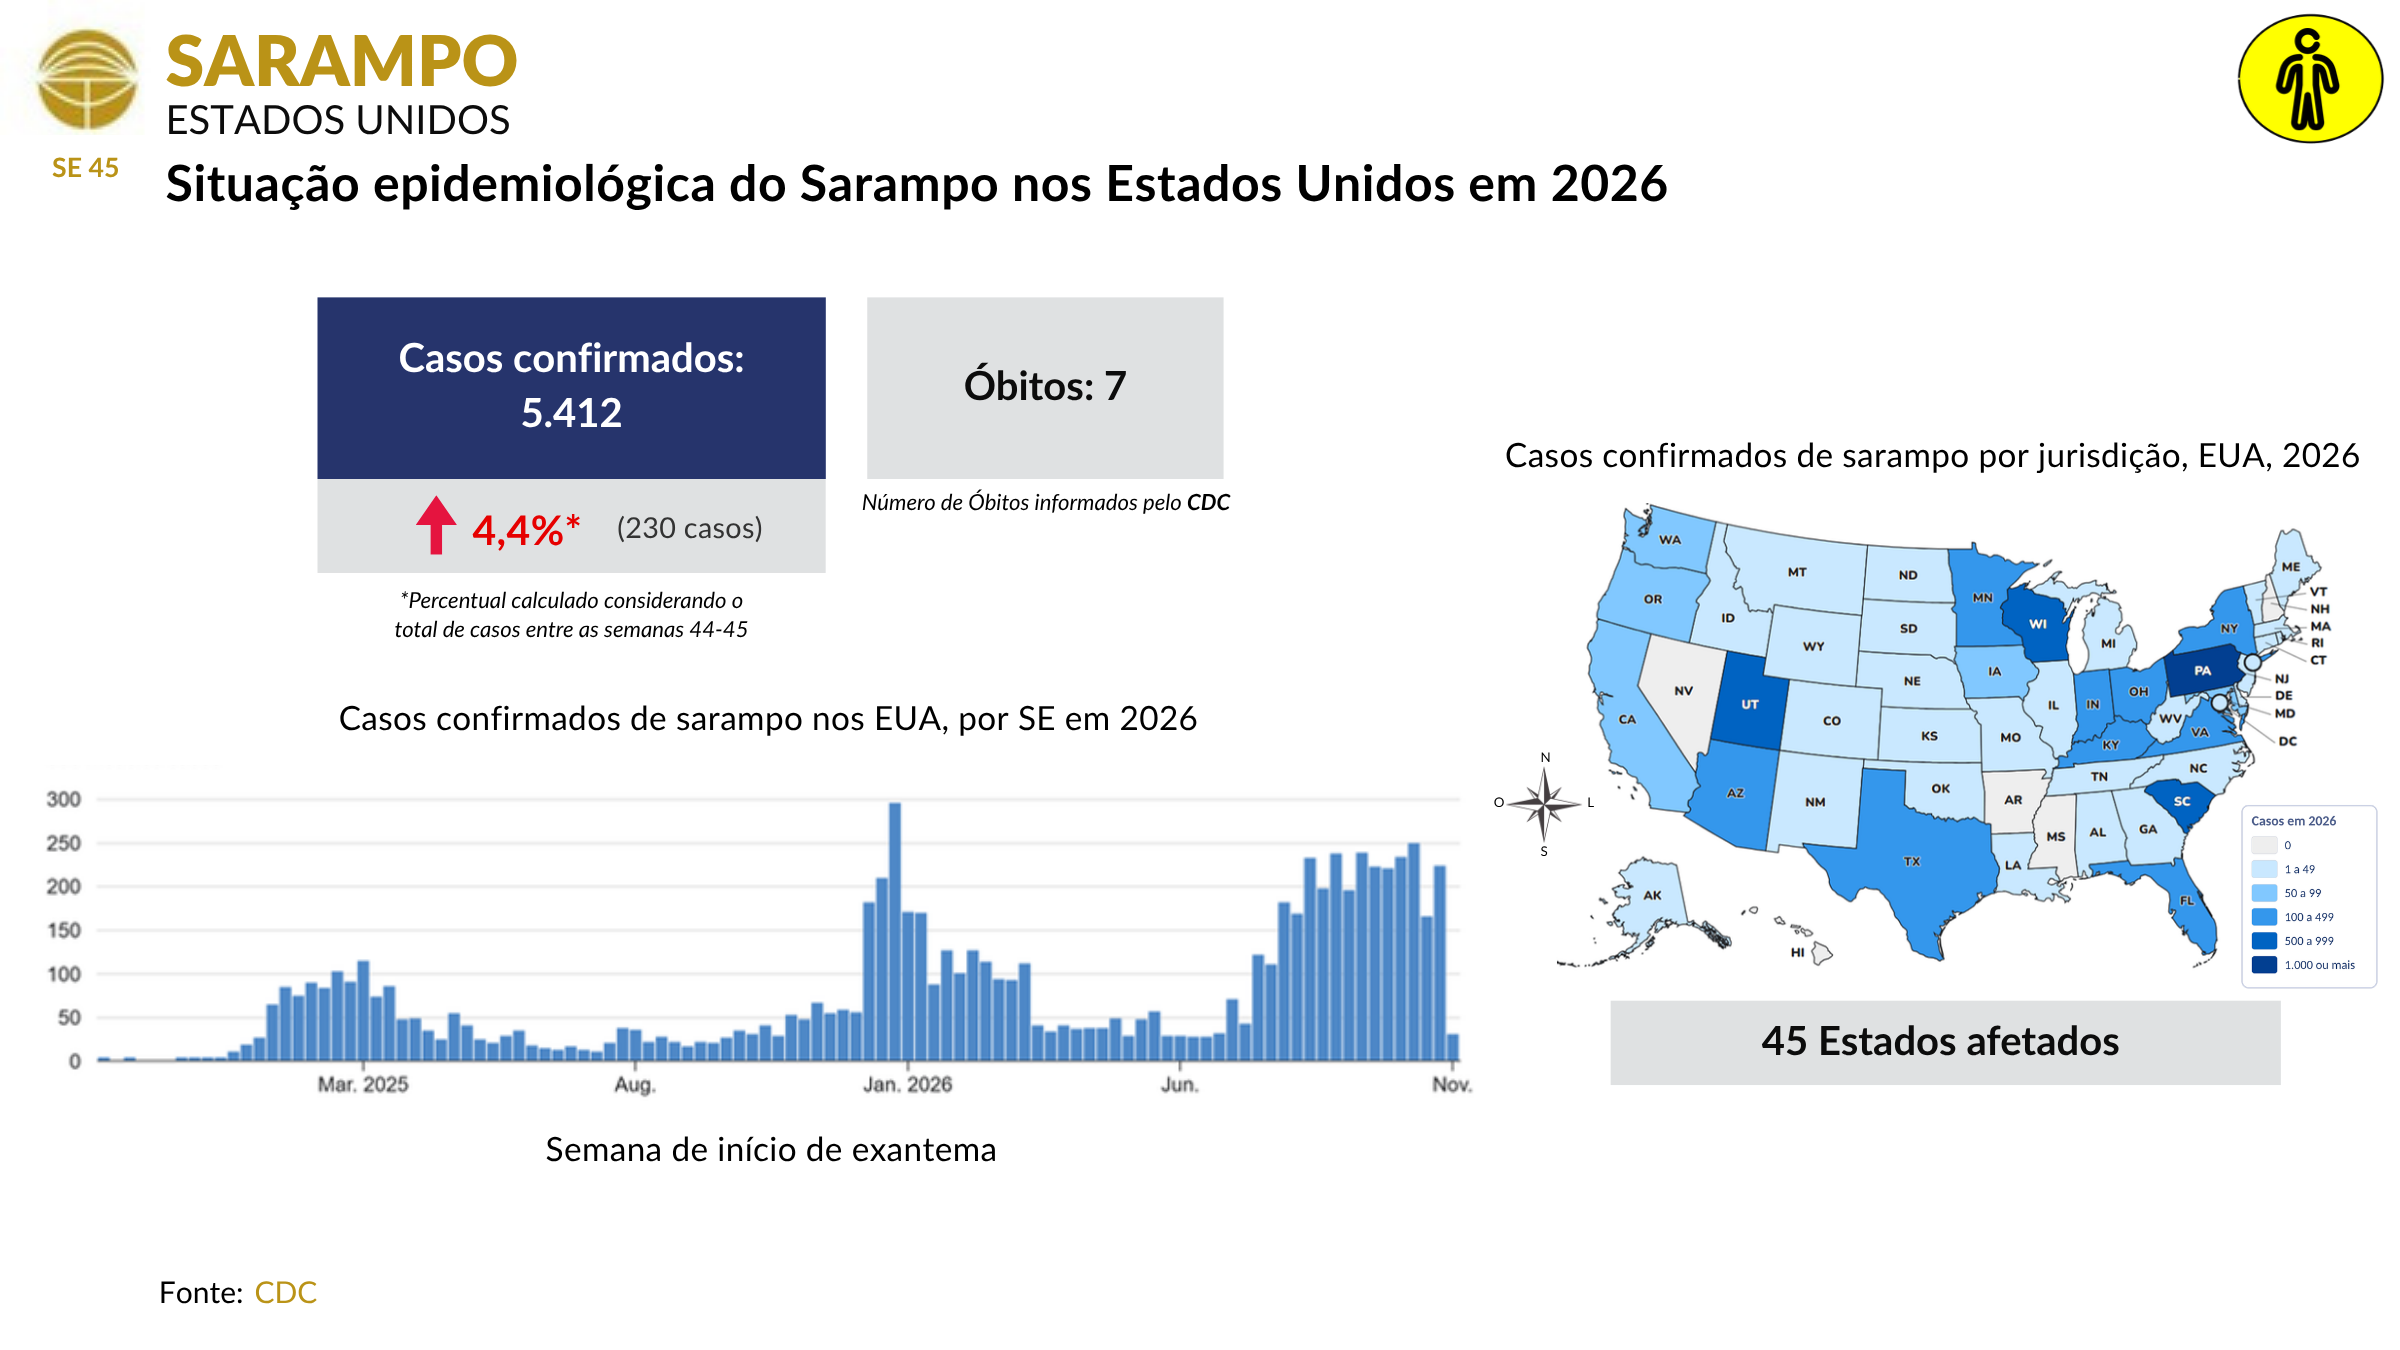 SARAMPO
ESTADOS UNIDOS
SE 45
Situação epidemiológica do Sarampo nos Estados Unidos em 2026
Casos confirmados:
5.412
4,4%* (230 casos)
*Percentual calculado considerando o
total de casos entre as semanas 44-45
Óbitos: 7
Número de Óbitos informados pelo CDC
Casos confirmados de sarampo nos EUA, por SE em 2026
300
250
200
150
100
50
0
Mar. 2025 Aug. Jan. 2026 Jun. Nov.
Semana de início de exantema
Casos confirmados de sarampo por jurisdição, EUA, 2026
WA
MT
ND
MN
ME
VT
NH
MA
RI
CT
OR
ID
SD
WI
NY
WY
MI
PA
NJ
DE
MD
DC
NV
UT
NE
IA
OH
CA
CO
IL
IN
WV
VA
KS
MO
KY
AZ
NM
OK
AR
TN
NC
SC
MS
AL
GA
TX
LA
FL
AK
HI
N
O L
S
Casos em 2026
0
1 a 49
50 a 99
100 a 499
500 a 999
1.000 ou mais
45 Estados afetados
Fonte: CDC